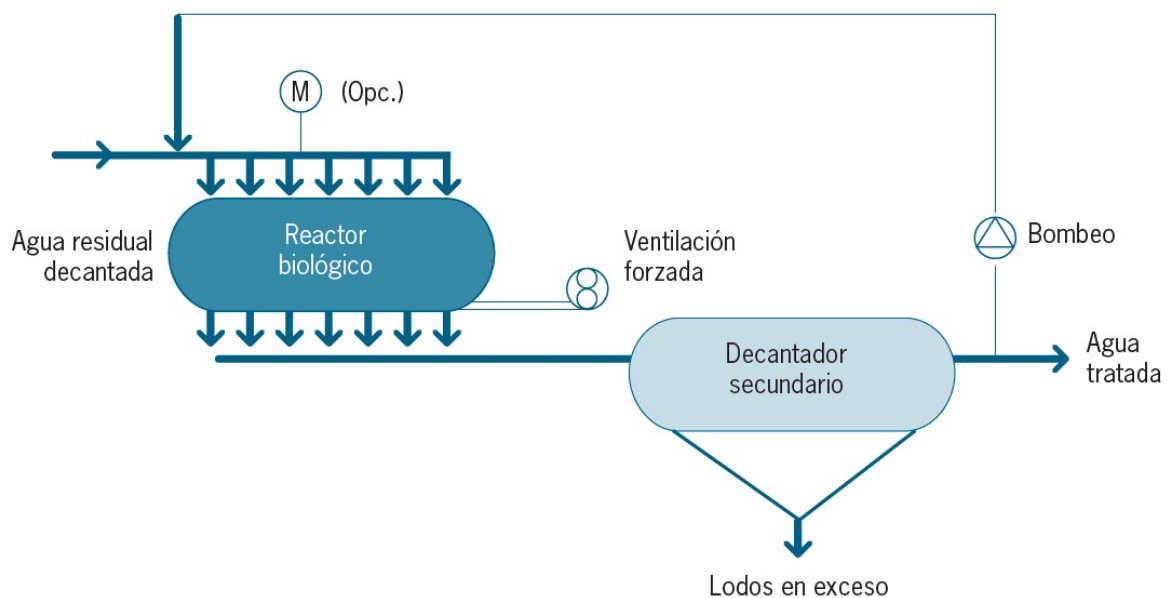 M
(Opc.)
Agua residual
decantada
Reactor
biológico
Ventilación
forzada
Bombeo
Decantador
secundario
Agua
tratada
Lodos en exceso